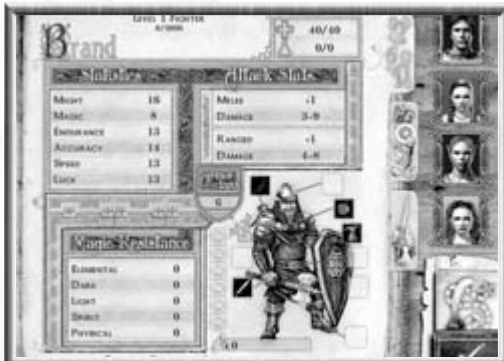 LEVEL 1 FIGHTER
Brand
40/40
0/0
Statistics
MIGHT 16
MAGIC 8
ENDURANCE 13
ACCURACY 14
SPEED 13
LUCK 13
Attack Stats
MELEE
DAMAGE 3-9
RANGED
DAMAGE 4-8
6
Magic Resistance
ELEMENTAL 0
DARK 0
LIGHT 0
SPIRIT 0
PHYSICAL 0